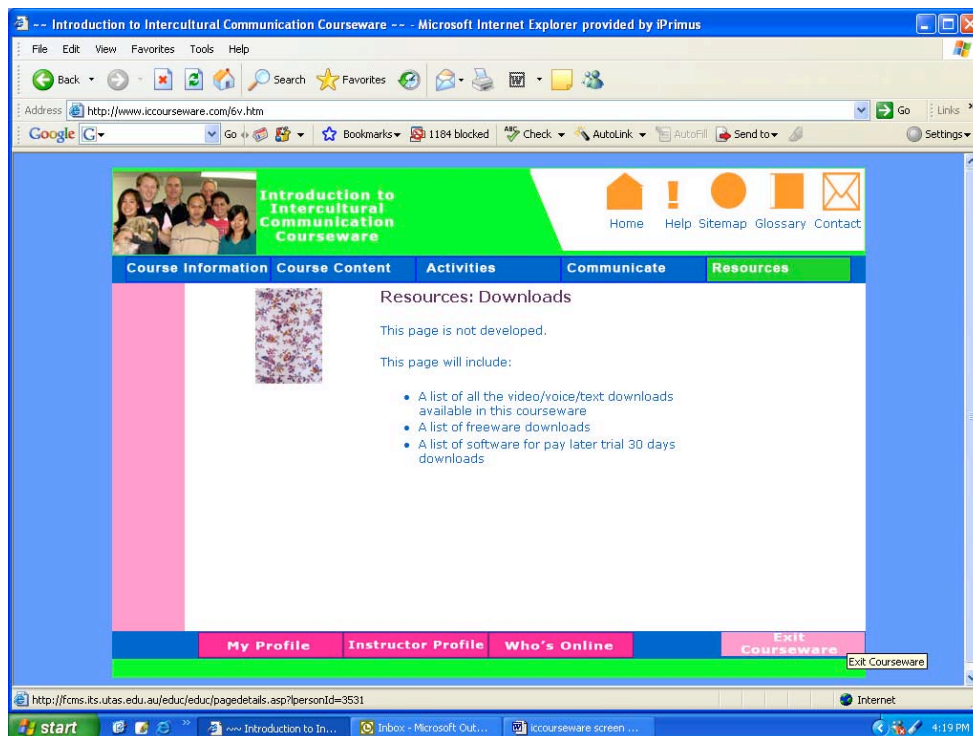 ~~ Introduction to Intercultural Communication Courseware ~~ - Microsoft Internet Explorer provided by iPrimus
File Edit View Favorites Tools Help
Back Search Favorites
Address http://www.iccourseware.com/6v.htm Go Links
Google G Go Bookmarks 1184 blocked ABC Check AutoLink AutoFill Send to Settings
Introduction to
Intercultural
Communication
Courseware
Home Help Sitemap Glossary Contact
Course Information Course Content Activities Communicate Resources
Resources: Downloads
This page is not developed.
This page will include:
• A list of all the video/voice/text downloads
available in this courseware
• A list of freeware downloads
• A list of software for pay later trial 30 days
downloads
My Profile Instructor Profile Who's Online Exit
Courseware
Exit Courseware
http://fcms.its.utas.edu.au/educ/educ/pagedetails.asp?lpersonId=3531 Internet
start ~~ Introduction to In... Inbox - Microsoft Out... iccourseware screen ... 4:19 PM